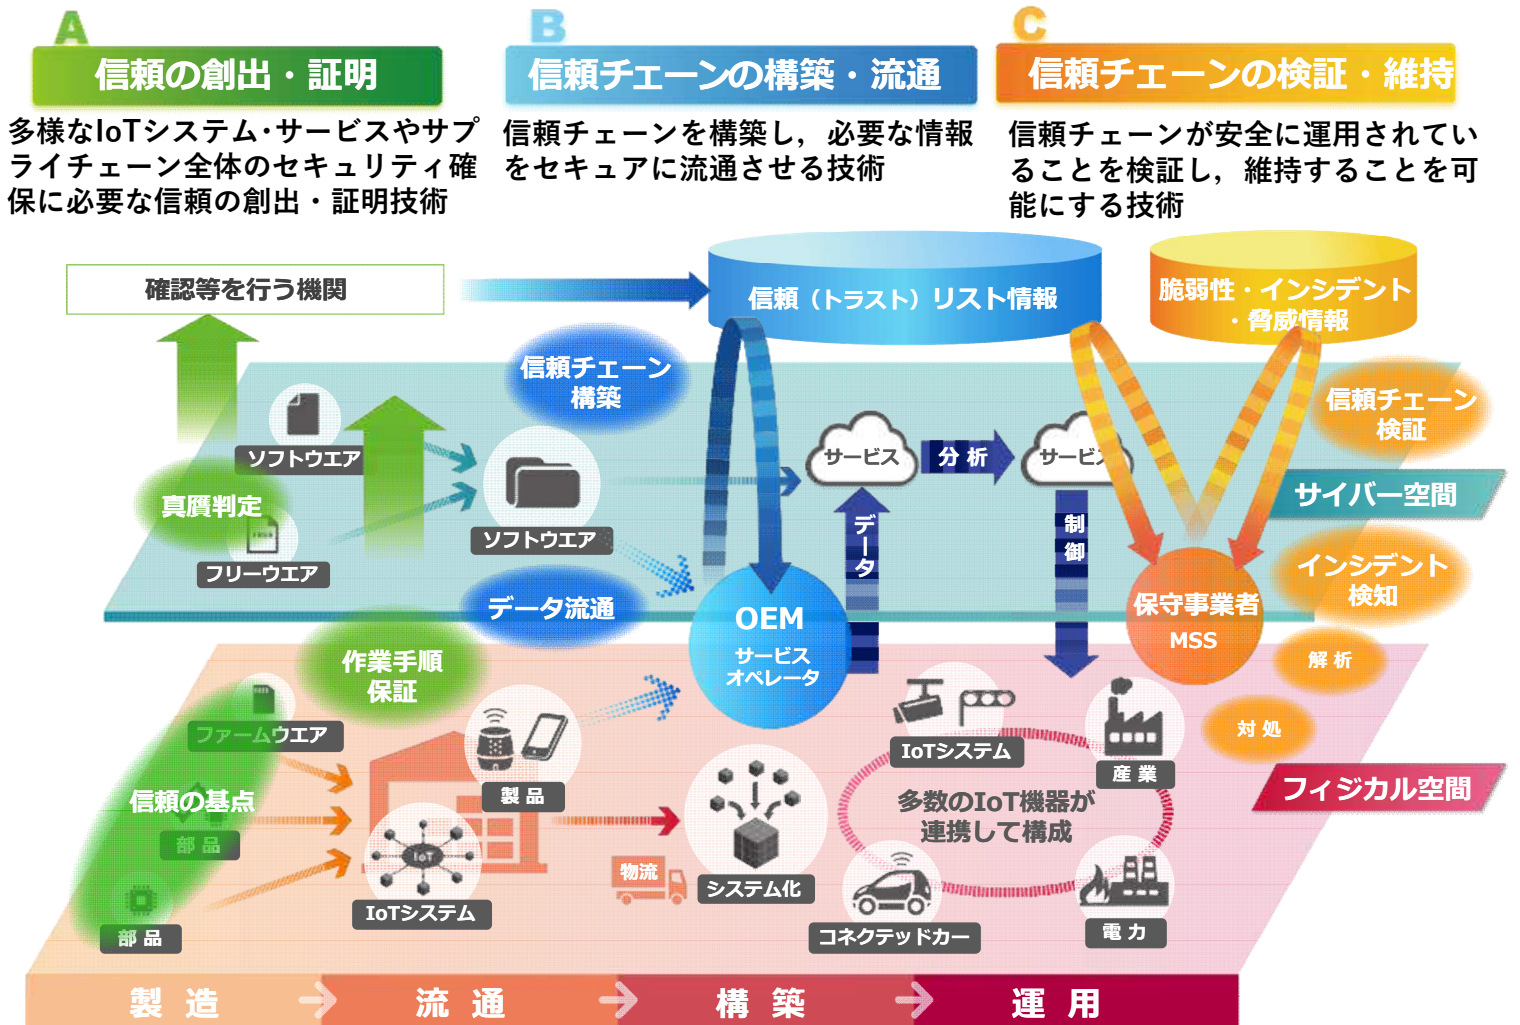 A
信頼の創出・証明
多様なIoTシステム・サービスやサプ
ライチェーン全体のセキュリティ確
保に必要な信頼の創出・証明技術
B
信頼チェーンの構築・流通
信頼チェーンを構築し，必要な情報
をセキュアに流通させる技術
C
信頼チェーンの検証・維持
信頼チェーンが安全に運用されてい
ることを検証し，維持することを可
能にする技術
確認等を行う機関
信頼（トラスト）リスト情報
脆弱性・インシデント
・脅威情報
信頼チェーン
構築
信頼チェーン
検証
ソフトウエア
サービス
分析
サービス
サイバー空間
真贋判定
ソフトウエア
データ
制御
フリーウエア
インシデント
検知
データ流通
OEM
サービス
オペレータ
保守事業者
MSS
作業手順
保証
解析
ファームウエア
対処
IoTシステム
産業
製品
フィジカル空間
信頼の基点
部品
多数のIoT機器が
連携して構成
IoT
物流
システム化
IoTシステム
部品
コネクテッドカー
電力
製造
流通
構築
運用